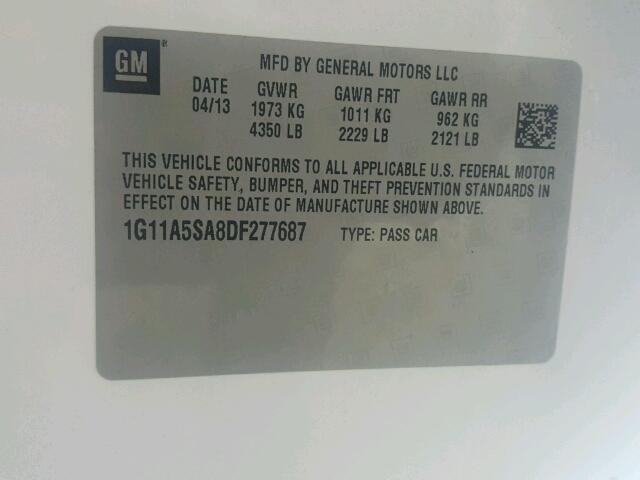 GM ®
MFD BY GENERAL MOTORS LLC
DATE GVWR GAWR FRT GAWR RR
04/13 1973 KG 1011 KG 962 KG
4350 LB 2229 LB 2121 LB
THIS VEHICLE CONFORMS TO ALL APPLICABLE U.S. FEDERAL MOTOR
VEHICLE SAFETY, BUMPER, AND THEFT PREVENTION STANDARDS IN
EFFECT ON THE DATE OF MANUFACTURE SHOWN ABOVE.
1G11A5SA8DF277687 TYPE: PASS CAR